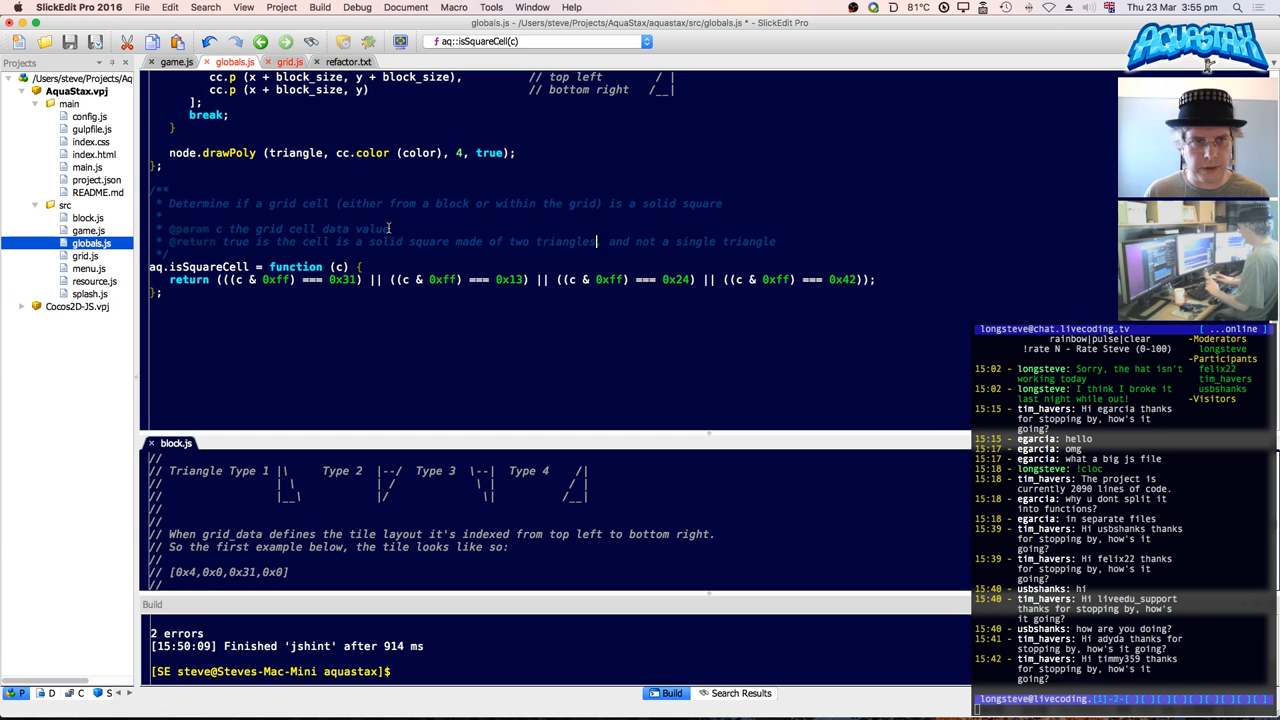 SlickEdit Pro 2016 File Edit Search View Project Build Debug Document Macro Tools Window Help 81°C Thu 23 Mar 3:55 pm
globals.js - /Users/steve/Projects/AquaStax/aquastax/src/globals.js * - SlickEdit Pro
aq::isSquareCell(c)
AQUASTAX
Projects
game.js globals.js * grid.js refactor.txt
/Users/steve/Projects/Aq
AquaStax.vpj
main
config.js
gulpfile.js
index.css
index.html
main.js
project.json
README.md
src
block.js
game.js
globals.js
grid.js
menu.js
resource.js
splash.js
Cocos2D-JS.vpj
cc.p (x + block_size, y + block_size), // top left / |
cc.p (x + block_size, y) // bottom right /__|
];
break;
}
node.drawPoly (triangle, cc.color (color), 4, true);
};
/**
* Determine if a grid cell (either from a block or within the grid) is a solid square
*
* @param c the grid cell data value
* @return true is the cell is a solid square made of two triangles, and not a single triangle
*/
aq.isSquareCell = function (c) {
return (((c & 0xff) === 0x31) || ((c & 0xff) === 0x13) || ((c & 0xff) === 0x24) || ((c & 0xff) === 0x42));
};
block.js
//
// Triangle Type 1 |\ Type 2 |--/ Type 3 \--| Type 4 /|
// | \ | / \ | / |
// |__\ |/ \| /__|
//
//
// When grid_data defines the tile layout it's indexed from top left to bottom right.
// So the first example below, the tile looks like so:
//
// [0x4,0x0,0x31,0x0]
//
Build
2 errors
[15:50:09] Finished 'jshint' after 914 ms
[SE steve@Steves-Mac-Mini aquastax]$
P D C S
Build Search Results
longsteve@chat.livecoding.tv [ ...online ]
rainbow|pulse|clear
!rate N - Rate Steve (0-100)
15:02 - longsteve: Sorry, the hat isn't
working today
15:02 - longsteve: I think I broke it
last night while out!
15:15 - tim_havers: Hi egarcia thanks
for stopping by, how's it
going?
15:15 - egarcia: hello
15:17 - egarcia: omg
15:17 - egarcia: what a big js file
15:18 - longsteve: !cloc
15:18 - tim_havers: The project is
currently 2090 lines of code.
15:18 - egarcia: why u dont split it
into functions?
15:18 - egarcia: in separate files
15:39 - tim_havers: Hi usbshanks thanks
for stopping by, how's it
going?
15:39 - tim_havers: Hi felix22 thanks
for stopping by, how's it
going?
15:40 - usbshanks: hi
15:40 - tim_havers: Hi liveedu_support
thanks for stopping by, how's
it going?
15:40 - usbshanks: how are you doing?
15:41 - tim_havers: Hi adyda thanks for
stopping by, how's it going?
15:42 - tim_havers: Hi timmy359 thanks
for stopping by, how's it
going?
-Moderators
longsteve
-Participants
felix22
tim_havers
usbshanks
-Visitors
longsteve@livecoding.[1]-2-[ ][ ][ ][ ][ ][ ][ ][ ][ ][ ]